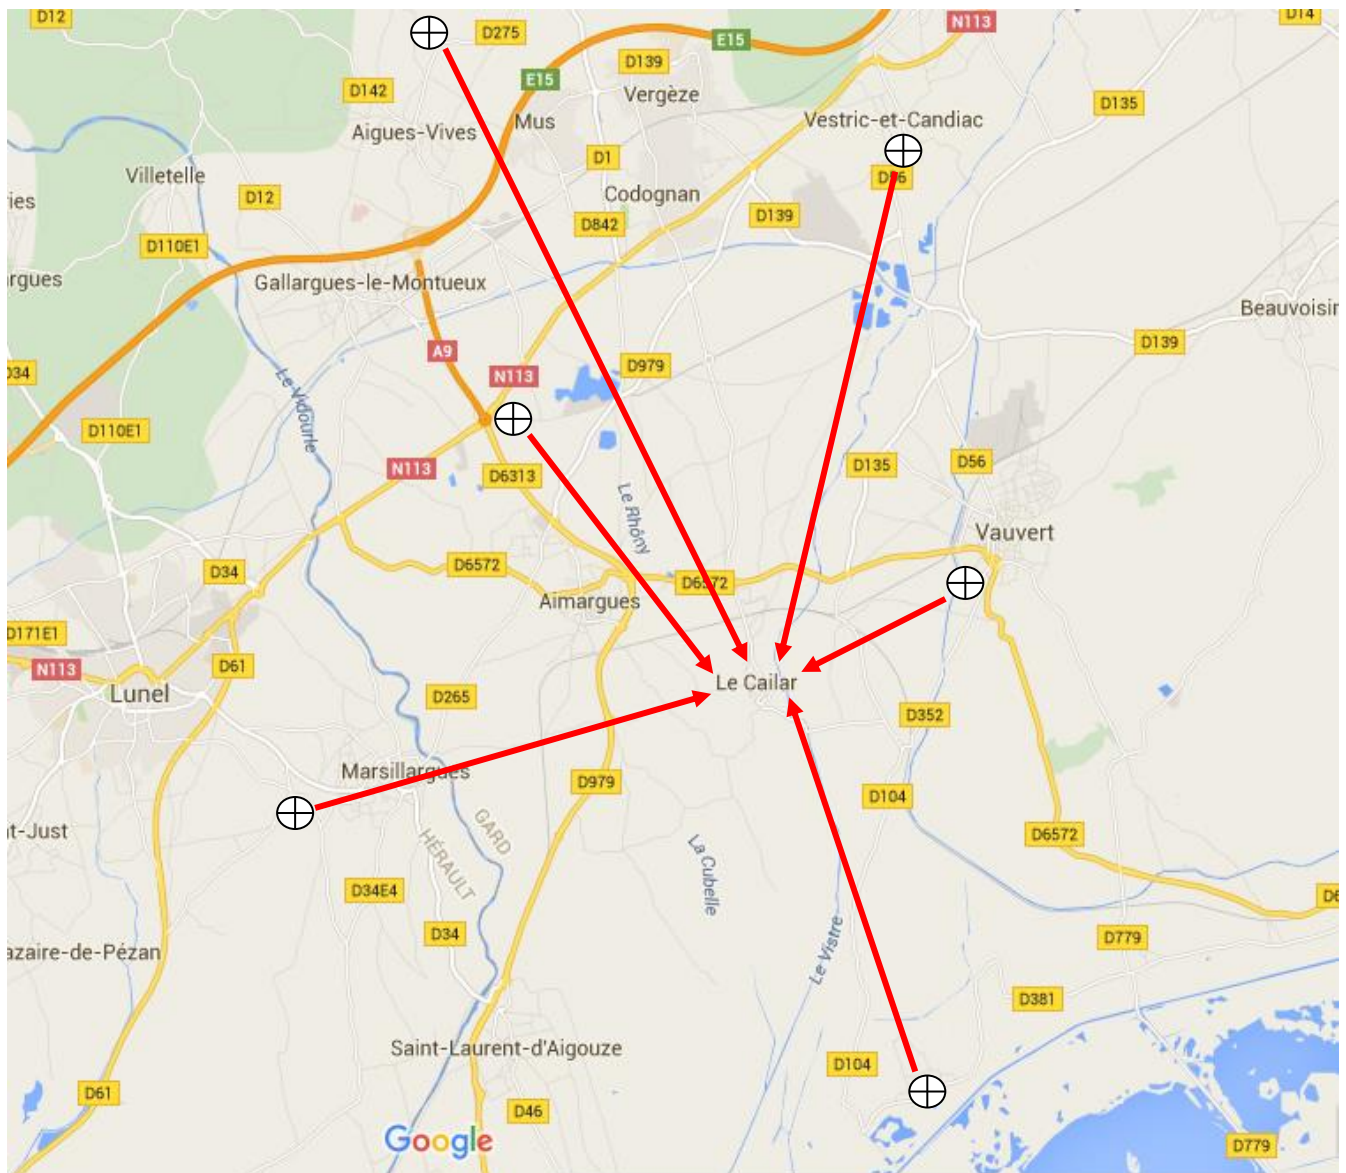 D12
D275
N113
D14
E15
E15
D139
D142
Vergèze
D135
Mus
Vestric-et-Candiac
Aigues-Vives
D1
Villetelle
D12
Codognan
ries
D139
D842
D110E1
rgues
Gallargues-le-Montueux
Beauvoisin
A9
D139
D979
N113
D34
Le Vidourle
D110E1
N113
D6313
D135
D56
Le Rhôny
Vauvert
D34
D6572
D6572
Aimargues
D171E1
N113
D61
Lunel
D265
Le Cailar
D352
Marsillargues
D979
D104
nt-Just
GARD
HÉRAULT
D6572
La Cubelle
D34E4
D34
D779
azaire-de-Pézan
Le Vistre
D381
Saint-Laurent-d'Aigouze
D104
D61
D46
Google
D779